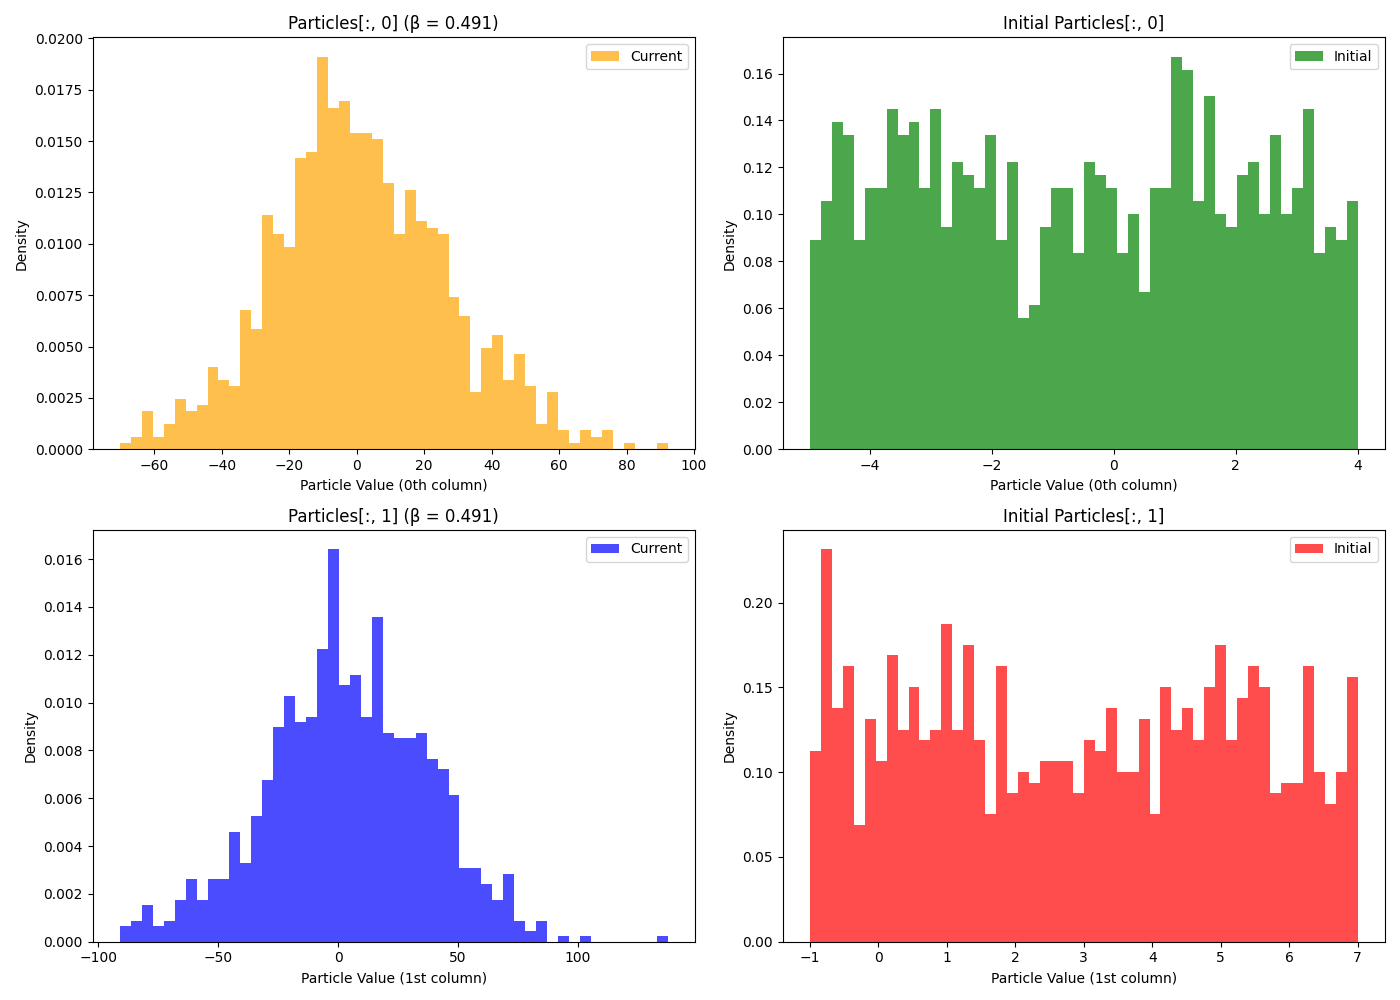 Particles[:, 0] (β = 0.491)
Current
0.0200
0.0175
0.0150
0.0125
0.0100
0.0075
0.0050
0.0025
0.0000
Density
−60 −40 −20 0 20 40 60 80 100
Particle Value (0th column)
Initial Particles[:, 0]
Initial
0.16
0.14
0.12
0.10
0.08
0.06
0.04
0.02
0.00
Density
−4 −2 0 2 4
Particle Value (0th column)
Particles[:, 1] (β = 0.491)
Current
0.016
0.014
0.012
0.010
0.008
0.006
0.004
0.002
0.000
Density
−100 −50 0 50 100
Particle Value (1st column)
Initial Particles[:, 1]
Initial
0.20
0.15
0.10
0.05
0.00
Density
−1 0 1 2 3 4 5 6 7
Particle Value (1st column)